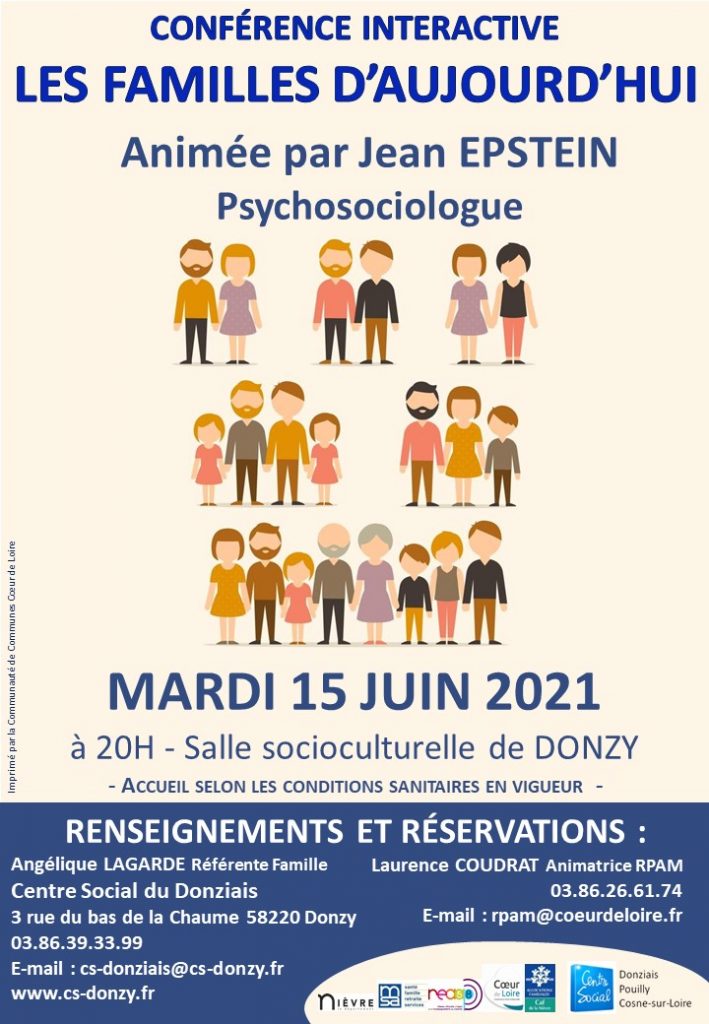 CONFÉRENCE INTERACTIVE
LES FAMILLES D'AUJOURD'HUI
Animée par Jean EPSTEIN
Psychosociologue
Imprimé par la Communauté de Communes Cœur de Loire
MARDI 15 JUIN 2021
à 20H - Salle socioculturelle de DONZY
- ACCUEIL SELON LES CONDITIONS SANITAIRES EN VIGUEUR -
RENSEIGNEMENTS ET RÉSERVATIONS :
Angélique LAGARDE Référente Famille
Centre Social du Donziais
3 rue du bas de la Chaume 58220 Donzy
03.86.39.33.99
E-mail : cs-donziais@cs-donzy.fr
www.cs-donzy.fr
Laurence COUDRAT Animatrice RPAM
03.86.26.61.74
E-mail : rpam@coeurdeloire.fr
nièvre
msa
santé
famille
retraite
services
Cœur
de Loire
ALLOCATIONS
FAMILIALES
Caf
de la Nièvre
Centre
Social
Donziais
Pouilly
Cosne-sur-Loire